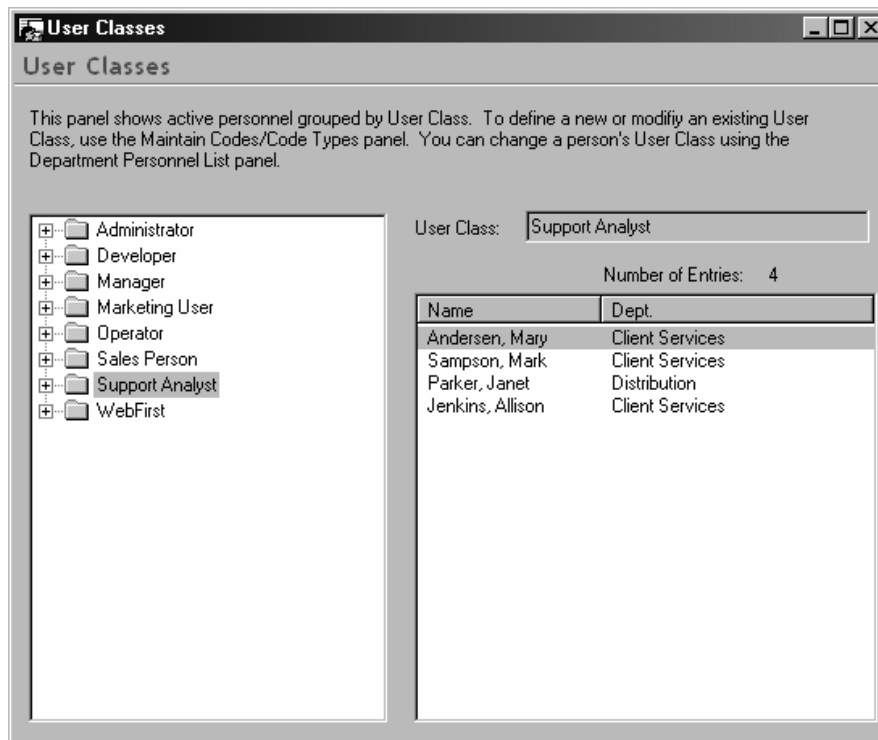 User Classes
User Classes
This panel shows active personnel grouped by User Class. To define a new or modifiy an existing User
Class, use the Maintain Codes/Code Types panel. You can change a person's User Class using the
Department Personnel List panel.
Administrator
Developer
Manager
Marketing User
Operator
Sales Person
Support Analyst
WebFirst
User Class: Support Analyst
Number of Entries: 4
Name Dept.
Andersen, Mary Client Services
Sampson, Mark Client Services
Parker, Janet Distribution
Jenkins, Allison Client Services